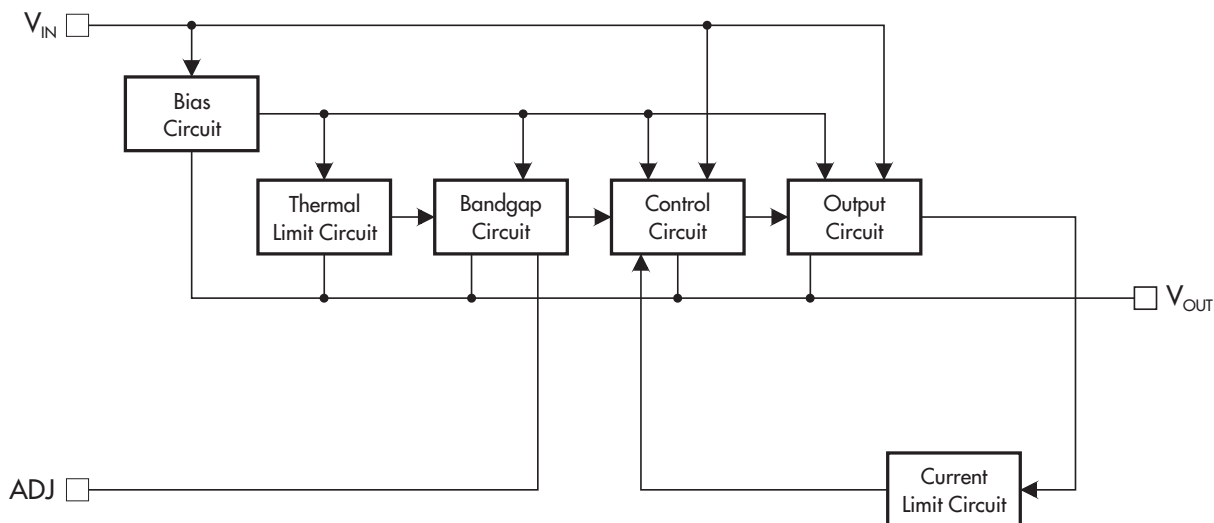 VIN
Bias
Circuit
Thermal
Limit Circuit
Bandgap
Circuit
Control
Circuit
Output
Circuit
VOUT
ADJ
Current
Limit Circuit